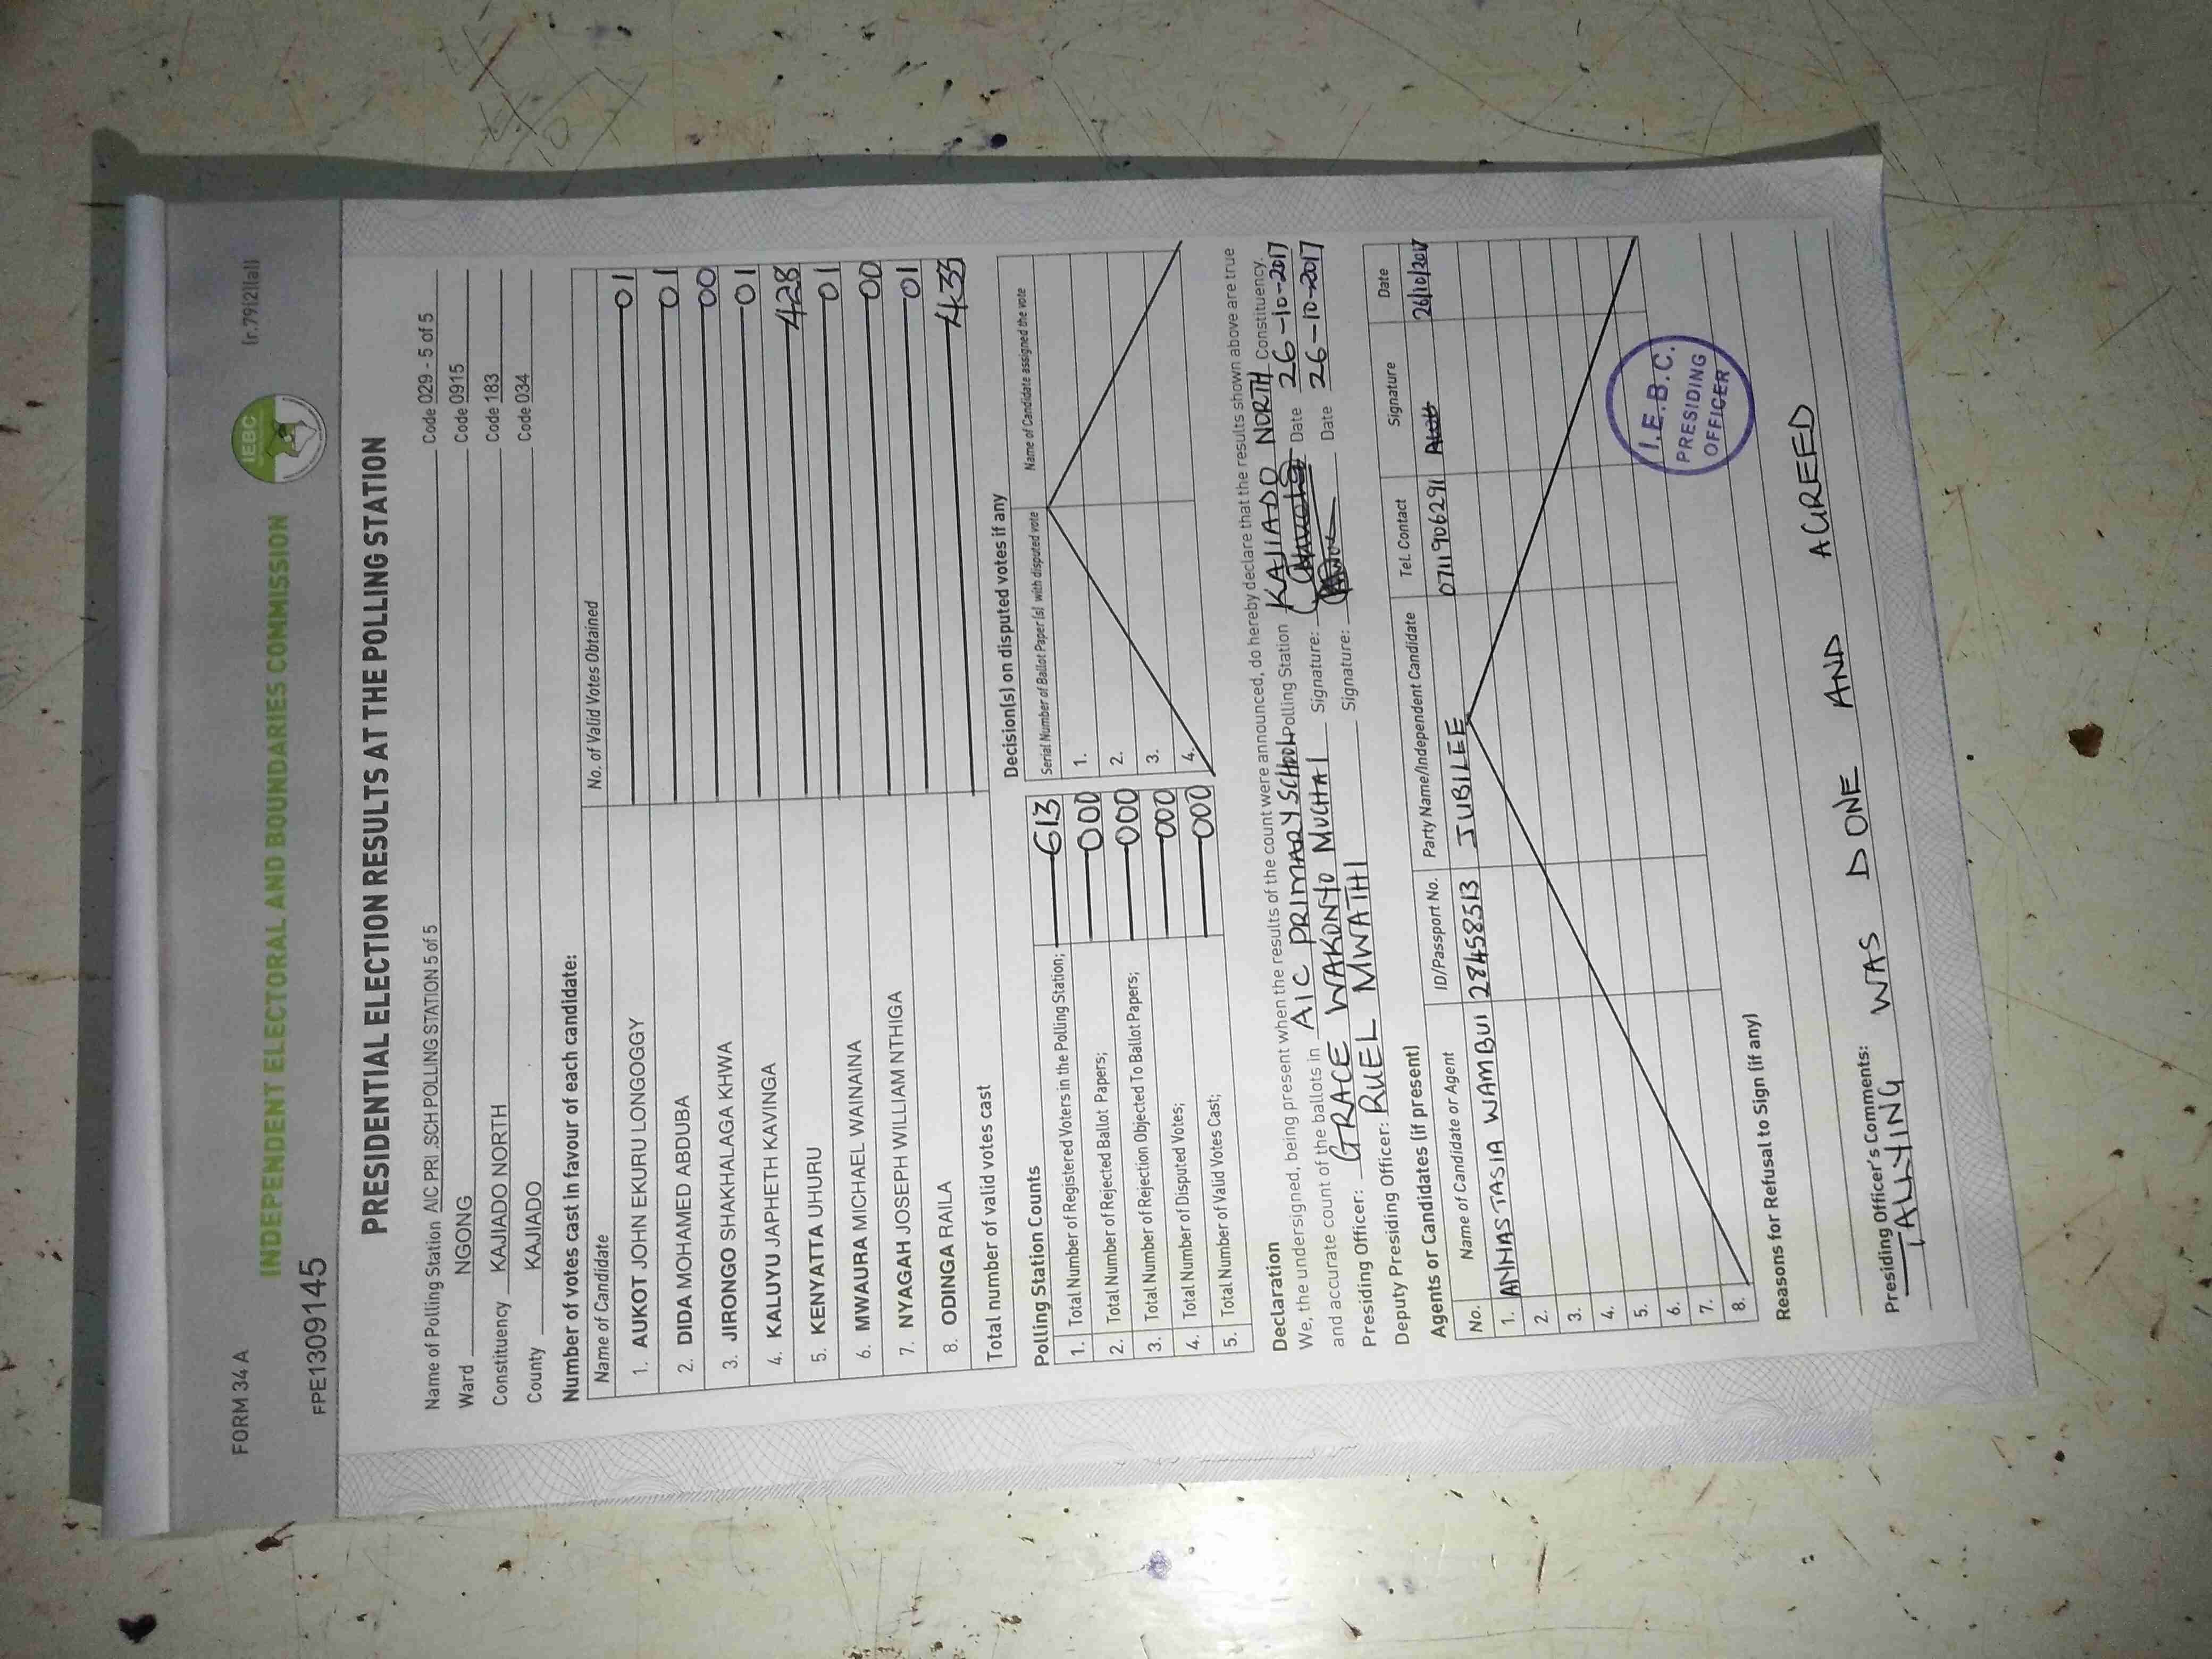 FORM 34 A
(r.79(2)(a))
IEBC
INDEPENDENT ELECTORAL AND BOUNDARIES COMMISSION
FPE1309145
PRESIDENTIAL ELECTION RESULTS AT THE POLLING STATION
Name of Polling Station AIC PRI .SCH POLLING STATION 5 of 5 Code 029 - 5 of 5
Ward NGONG Code 0915
Constituency KAJIADO NORTH Code 183
County KAJIADO Code 034
Number of votes cast in favour of each candidate:
Name of Candidate No. of Valid Votes Obtained
1. AUKOT JOHN EKURU LONGOGGY 01
2. DIDA MOHAMED ABDUBA 01
3. JIRONGO SHAKHALAGA KHWA 00
4. KALUYU JAPHETH KAVINGA 01
5. KENYATTA UHURU 428
6. MWAURA MICHAEL WAINAINA 01
7. NYAGAH JOSEPH WILLIAM NTHIGA 00
8. ODINGA RAILA 01
Total number of valid votes cast 433
Polling Station Counts
1. Total Number of Registered Voters in the Polling Station; 613
2. Total Number of Rejected Ballot Papers; 000
3. Total Number of Rejection Objected To Ballot Papers; 000
4. Total Number of Disputed Votes; 000
5. Total Number of Valid Votes Cast; 000
Decision(s) on disputed votes if any
Serial Number of Ballot Paper (s) with disputed vote Name of Candidate assigned the vote
1.
2.
3.
4.
Declaration
We, the undersigned, being present when the results of the count were announced, do hereby declare that the results shown above are true
and accurate count of the ballots in AIC PRIMARY SCHOOL Polling Station KAJIADO NORTH Constituency.
Presiding Officer: GRACE WAKONYO MUCHAI Signature: Date 26-10-2017
Deputy Presiding Officer: RUEL MWATHI Signature: Date 26-10-2017
Agents or Candidates (if present)
No. Name of Candidate or Agent ID/Passport No. Party Name/Independent Candidate Tel. Contact Signature Date
1. ANNASTASIA WAMBUI 28458513 JUBILEE 0711906291 26/10/2017
2.
3.
4.
5.
6.
7.
8.
I.E.B.C.
PRESIDING
OFFICER
Reasons for Refusal to Sign (if any)
Presiding Officer's Comments:
TALLYING WAS DONE AND AGREED